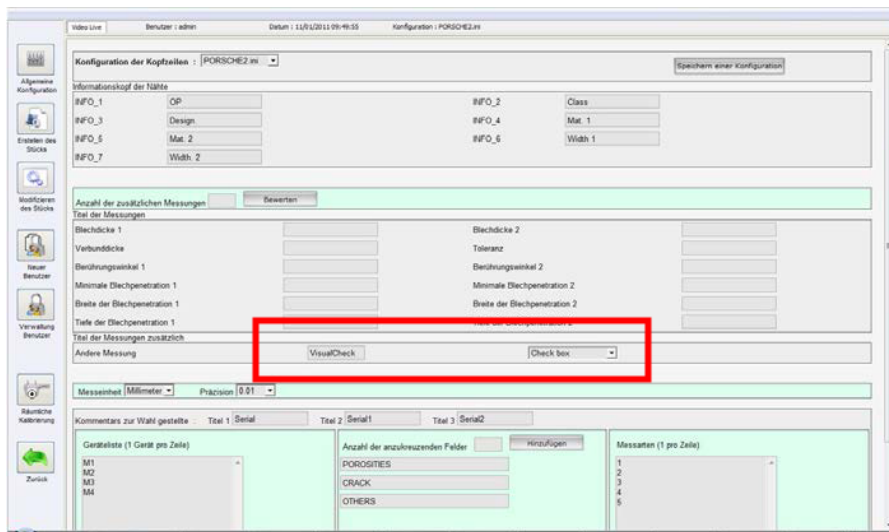 Video Live Benutzer : admin Datum : 11/01/2011 09:49:55 Konfiguration : PORSCHE2.ini
Konfiguration der Kopfzeilen : PORSCHE2.ini Speichern einer Konfiguration
Allgemeine Konfiguration
Informationskopf der Nähte
INFO_1 OP INFO_2 Class
INFO_3 Design. INFO_4 Mat. 1
INFO_5 Mat. 2 INFO_6 Width 1
INFO_7 Width. 2
Erstellen des Stücks
Modifizieren des Stücks
Anzahl der zusätzlichen Messungen Bewerten
Titel der Messungen
Blechdicke 1 Blechdicke 2
Verbunddicke Toleranz
Berührungswinkel 1 Berührungswinkel 2
Minimale Blechpenetration 1 Minimale Blechpenetration 2
Breite der Blechpenetration 1 Breite der Blechpenetration 2
Tiefe der Blechpenetration 1
Neuer Benutzer
Verwaltung Benutzer
Titel der Messungen zusätzlich
Andere Messung VisualCheck Check box
Messeinheit Millimeter Präzision 0.01
Räumliche Kalibrierung
Kommentars zur Wahl gestellte : Titel 1 Serial Titel 2 Serial1 Titel 3 Serial2
Geräteliste (1 Gerät pro Zeile) Anzahl der anzukreuzenden Felder Hinzufügen Messarten (1 pro Zeile)
M1 POROSITIES 1
M2 2
M3 CRACK 3
M4 4
OTHERS 5
Zurück